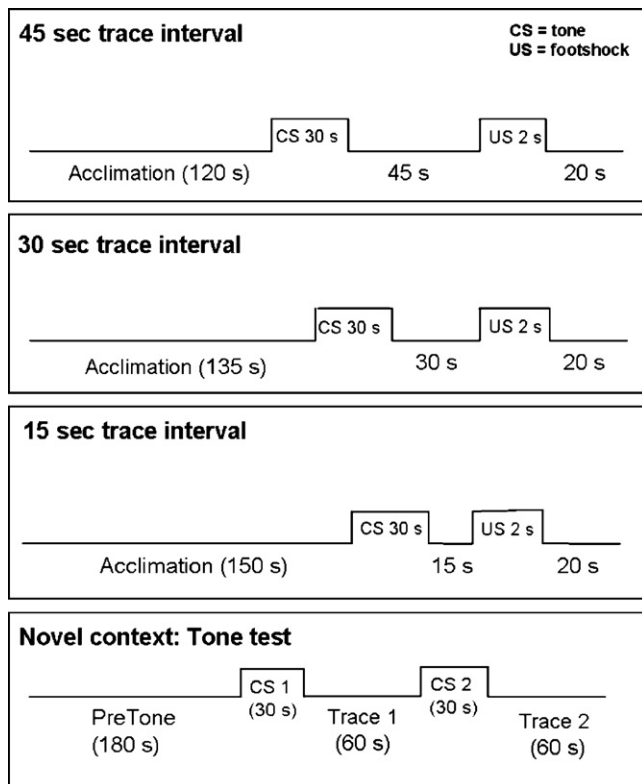 45 sec trace interval
CS = tone
US = footshock
CS 30 s
US 2 s
Acclimation (120 s)
45 s
20 s
30 sec trace interval
CS 30 s
US 2 s
Acclimation (135 s)
30 s
20 s
15 sec trace interval
CS 30 s
US 2 s
Acclimation (150 s)
15 s
20 s
Novel context: Tone test
CS 1
(30 s)
CS 2
(30 s)
PreTone
(180 s)
Trace 1
(60 s)
Trace 2
(60 s)